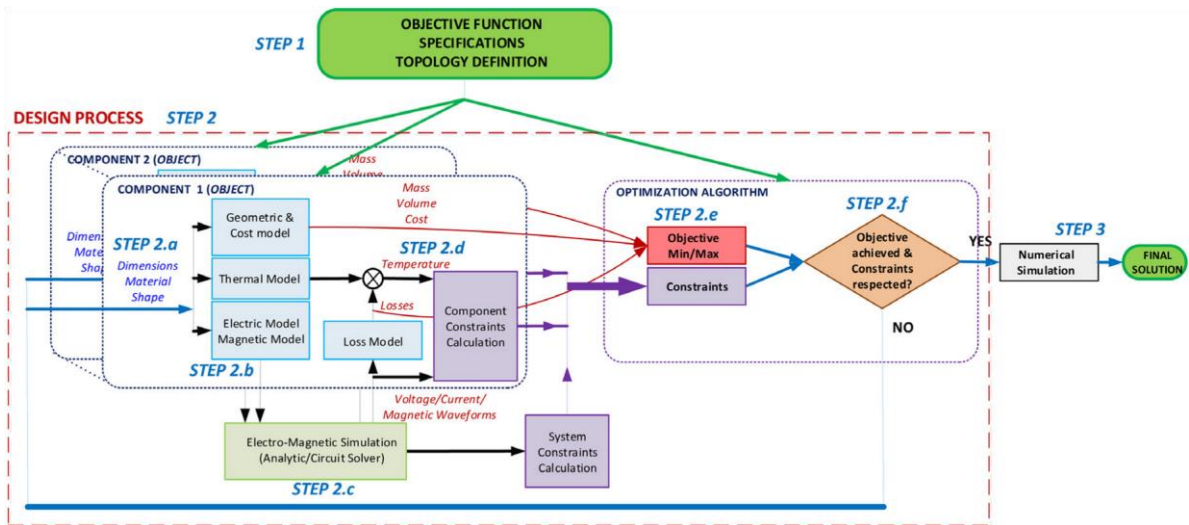 STEP 1
OBJECTIVE FUNCTION
SPECIFICATIONS
TOPOLOGY DEFINITION
DESIGN PROCESS
STEP 2
COMPONENT 2 (OBJECT)
Mass
Volume
COMPONENT 1 (OBJECT)
Mass
Volume
Cost
Dimen
Mate
Shap
STEP 2.a
Dimensions
Material
Shape
Geometric &
Cost model
Thermal Model
Electric Model
Magnetic Model
STEP 2.b
STEP 2.d
Temperature
Losses
Loss Model
Component
Constraints
Calculation
Voltage/Current/
Magnetic Waveforms
Electro-Magnetic Simulation
(Analytic/Circuit Solver)
STEP 2.c
System
Constraints
Calculation
OPTIMIZATION ALGORITHM
STEP 2.e
Objective
Min/Max
Constraints
STEP 2.f
Objective
achieved &
Constraints
respected?
YES
NO
STEP 3
Numerical
Simulation
FINAL
SOLUTION